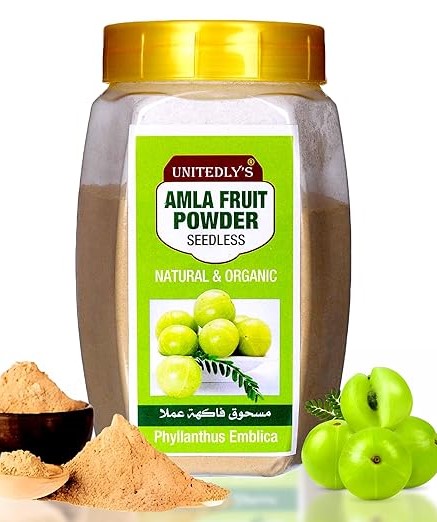 UNITEDLY'S®
AMLA FRUIT
POWDER
SEEDLESS
NATURAL & ORGANIC
مسحوق فاكهة عملا
Phyllanthus Emblica